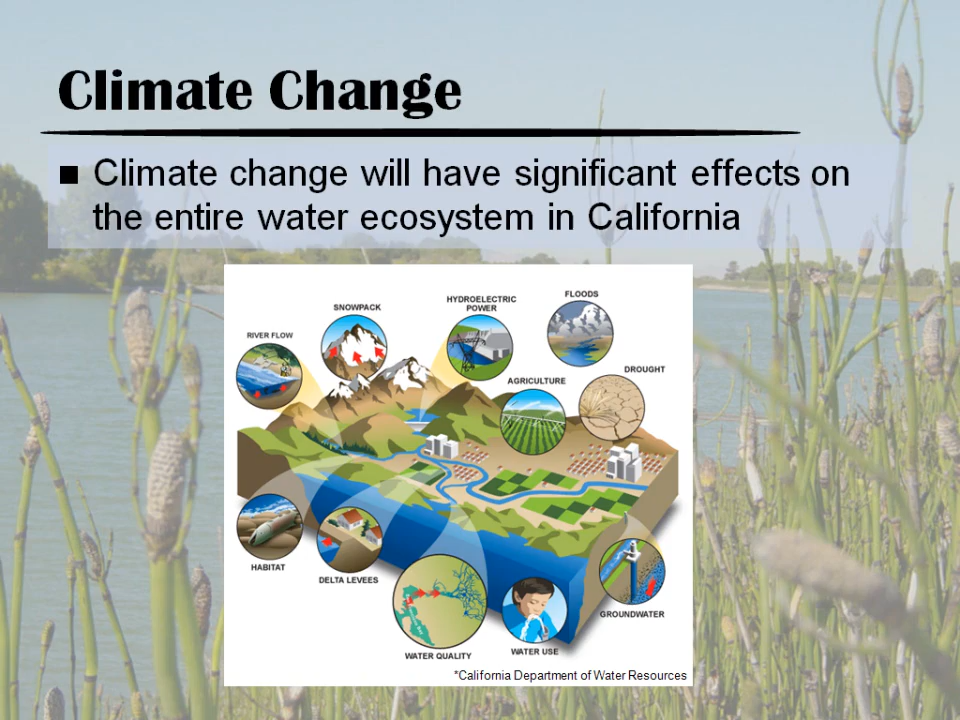 Climate Change
■ Climate change will have significant effects on
the entire water ecosystem in California
HYDROELECTRIC
POWER
FLOODS
SNOWPACK
RIVER FLOW
DROUGHT
AGRICULTURE
HABITAT
DELTA LEVEES
GROUNDWATER
WATER USE
WATER QUALITY
*California Department of Water Resources